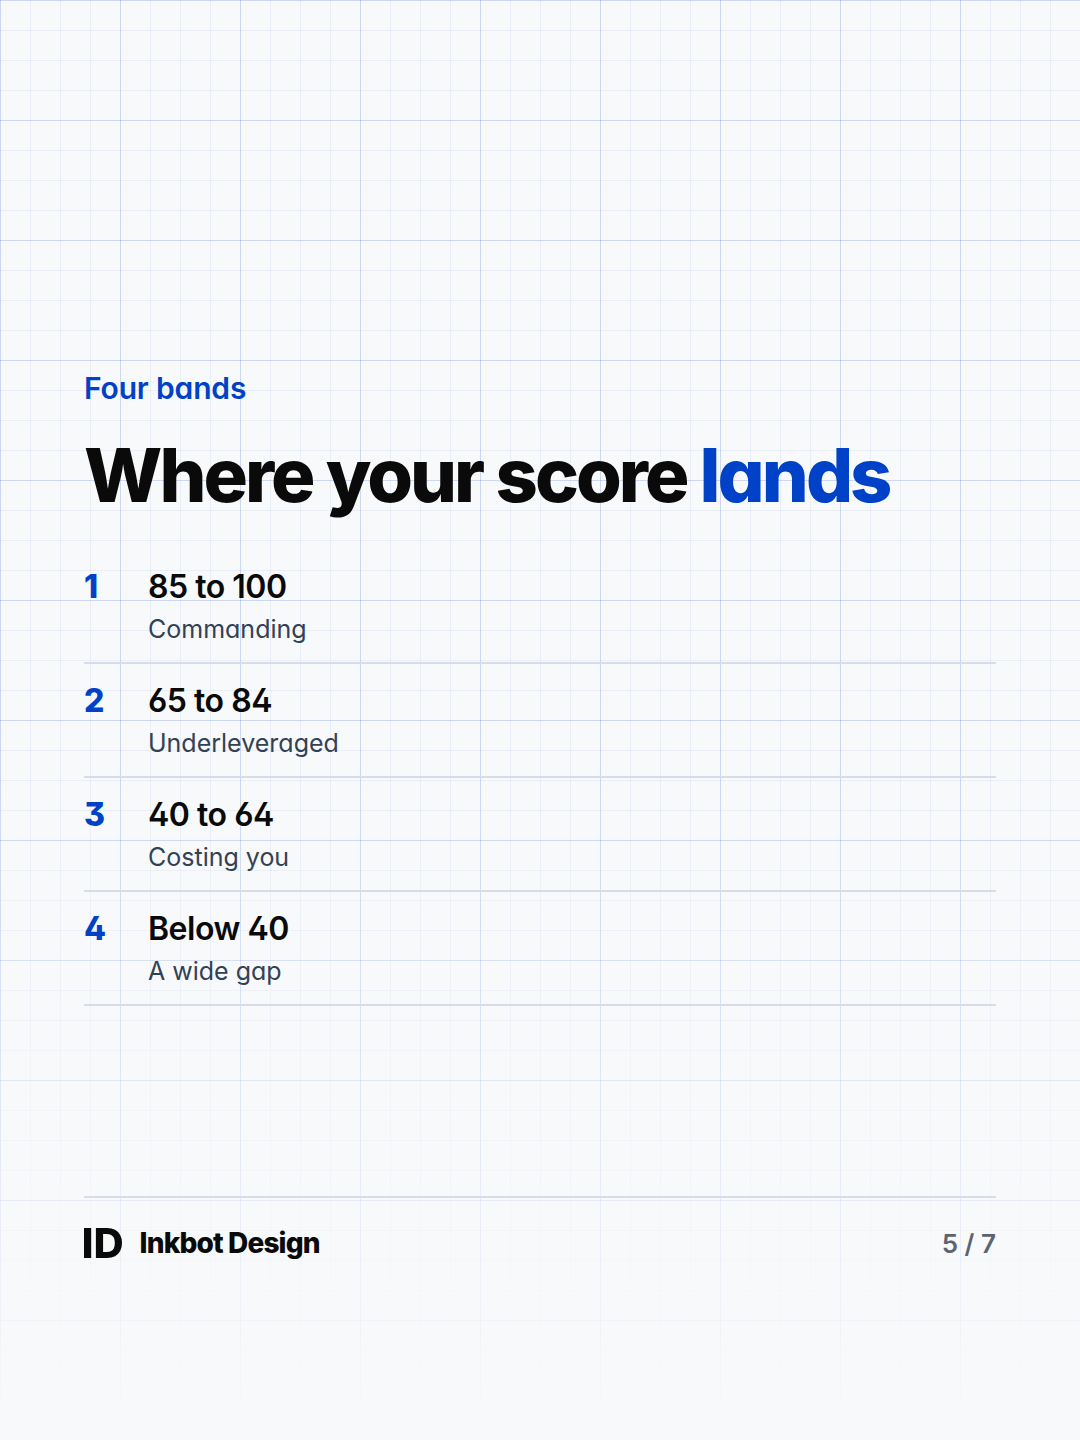 Four bands
Where your score lands
1 85 to 100
Commanding
2 65 to 84
Underleveraged
3 40 to 64
Costing you
4 Below 40
A wide gap
ID Inkbot Design
5 / 7